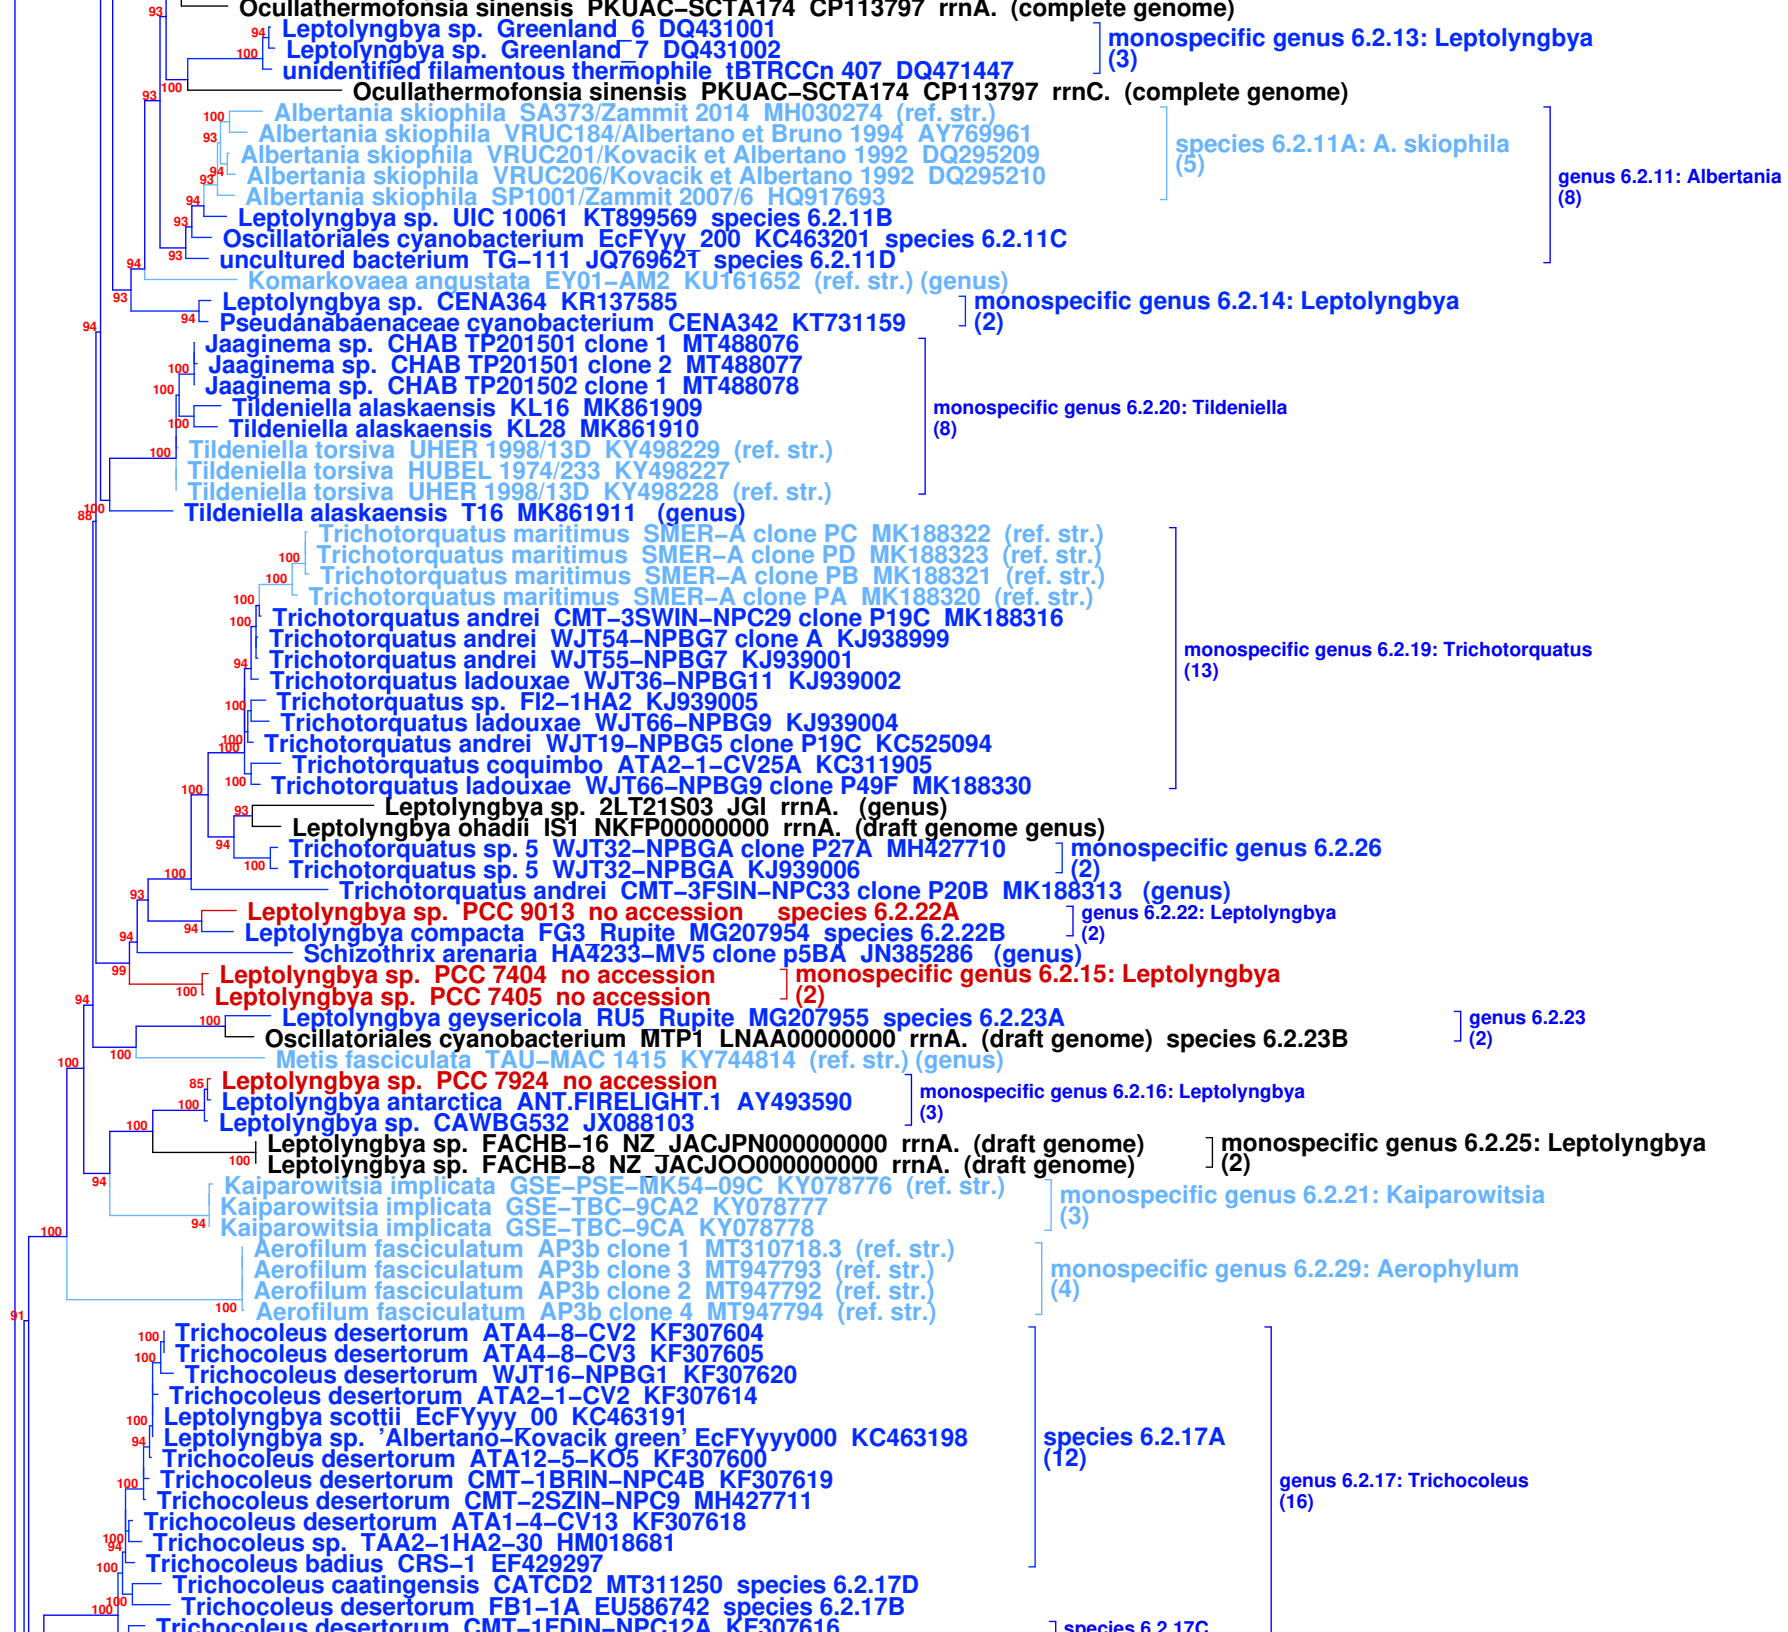 Ocullathermofonsia sinensis PKUAC−SCTA174 CP113797 rrnA. (complete genome)
Leptolyngbya sp. Greenland_6 DQ431001
Leptolyngbya sp. Greenland_7 DQ431002
unidentified filamentous thermophile tBTRCCn 407 DQ471447
monospecific genus 6.2.13: Leptolyngbya
(3)
Ocullathermofonsia sinensis PKUAC−SCTA174 CP113797 rrnC. (complete genome)
Albertania skiophila SA373/Zammit 2014 MH030274 (ref. str.)
Albertania skiophila VRUC184/Albertano et Bruno 1994 AY769961
Albertania skiophila VRUC201/Kovacik et Albertano 1992 DQ295209
Albertania skiophila VRUC206/Kovacik et Albertano 1992 DQ295210
Albertania skiophila SP1001/Zammit 2007/6 HQ917693
species 6.2.11A: A. skiophila
(5)
Leptolyngbya sp. UIC 10061 KT899569 species 6.2.11B
Oscillatoriales cyanobacterium EcFYyy_200 KC463201 species 6.2.11C
uncultured bacterium TG−111 JQ769621 species 6.2.11D
genus 6.2.11: Albertania
(8)
Komarkovaea angustata EY01−AM2 KU161652 (ref. str.) (genus)
Leptolyngbya sp. CENA364 KR137585
Pseudanabaenaceae cyanobacterium CENA342 KT731159
monospecific genus 6.2.14: Leptolyngbya
(2)
Jaaginema sp. CHAB TP201501 clone 1 MT488076
Jaaginema sp. CHAB TP201501 clone 2 MT488077
Jaaginema sp. CHAB TP201502 clone 1 MT488078
Tildeniella alaskaensis KL16 MK861909
Tildeniella alaskaensis KL28 MK861910
Tildeniella torsiva UHER 1998/13D KY498229 (ref. str.)
Tildeniella torsiva HUBEL 1974/233 KY498227
Tildeniella torsiva UHER 1998/13D KY498228 (ref. str.)
monospecific genus 6.2.20: Tildeniella
(8)
Tildeniella alaskaensis T16 MK861911 (genus)
Trichotorquatus maritimus SMER−A clone PC MK188322 (ref. str.)
Trichotorquatus maritimus SMER−A clone PD MK188323 (ref. str.)
Trichotorquatus maritimus SMER−A clone PB MK188321 (ref. str.)
Trichotorquatus maritimus SMER−A clone PA MK188320 (ref. str.)
Trichotorquatus andrei CMT−3SWIN−NPC29 clone P19C MK188316
Trichotorquatus andrei WJT54−NPBG7 clone A KJ938999
Trichotorquatus andrei WJT55−NPBG7 KJ939001
Trichotorquatus ladouxae WJT36−NPBG11 KJ939002
Trichotorquatus sp. FI2−1HA2 KJ939005
Trichotorquatus ladouxae WJT66−NPBG9 KJ939004
Trichotorquatus andrei WJT19−NPBG5 clone P19C KC525094
Trichotorquatus coquimbo ATA2−1−CV25A KC311905
Trichotorquatus ladouxae WJT66−NPBG9 clone P49F MK188330
monospecific genus 6.2.19: Trichotorquatus
(13)
Leptolyngbya sp. 2LT21S03 JGI rrnA. (genus)
Leptolyngbya ohadii IS1 NKFP00000000 rrnA. (draft genome genus)
Trichotorquatus sp. 5 WJT32−NPBGA clone P27A MH427710
Trichotorquatus sp. 5 WJT32−NPBGA KJ939006
monospecific genus 6.2.26
(2)
Trichotorquatus andrei CMT−3FSIN−NPC33 clone P20B MK188313 (genus)
Leptolyngbya sp. PCC 9013 no accession species 6.2.22A
Leptolyngbya compacta FG3_Rupite MG207954 species 6.2.22B
genus 6.2.22: Leptolyngbya
(2)
Schizothrix arenaria HA4233−MV5 clone p5BA JN385286 (genus)
Leptolyngbya sp. PCC 7404 no accession
Leptolyngbya sp. PCC 7405 no accession
monospecific genus 6.2.15: Leptolyngbya
(2)
Leptolyngbya geysericola RU5_Rupite MG207955 species 6.2.23A
Oscillatoriales cyanobacterium MTP1 LNAA00000000 rrnA. (draft genome) species 6.2.23B
genus 6.2.23
(2)
Metis fasciculata TAU−MAC 1415 KY744814 (ref. str.) (genus)
Leptolyngbya sp. PCC 7924 no accession
Leptolyngbya antarctica ANT.FIRELIGHT.1 AY493590
Leptolyngbya sp. CAWBG532 JX088103
monospecific genus 6.2.16: Leptolyngbya
(3)
Leptolyngbya sp. FACHB−16 NZ_JACJPN000000000 rrnA. (draft genome)
Leptolyngbya sp. FACHB−8 NZ_JACJOO000000000 rrnA. (draft genome)
monospecific genus 6.2.25: Leptolyngbya
(2)
Kaiparowitsia implicata GSE−PSE−MK54−09C KY078776 (ref. str.)
Kaiparowitsia implicata GSE−TBC−9CA2 KY078777
Kaiparowitsia implicata GSE−TBC−9CA KY078778
monospecific genus 6.2.21: Kaiparowitsia
(3)
Aerofilum fasciculatum AP3b clone 1 MT310718.3 (ref. str.)
Aerofilum fasciculatum AP3b clone 3 MT947793 (ref. str.)
Aerofilum fasciculatum AP3b clone 2 MT947792 (ref. str.)
Aerofilum fasciculatum AP3b clone 4 MT947794 (ref. str.)
monospecific genus 6.2.29: Aerophylum
(4)
Trichocoleus desertorum ATA4−8−CV2 KF307604
Trichocoleus desertorum ATA4−8−CV3 KF307605
Trichocoleus desertorum WJT16−NPBG1 KF307620
Trichocoleus desertorum ATA2−1−CV2 KF307614
Leptolyngbya scottii EcFYyyy_00 KC463191
Leptolyngbya sp. 'Albertano−Kovacik green' EcFYyyy000 KC463198
Trichocoleus desertorum ATA12−5−KO5 KF307600
Trichocoleus desertorum CMT−1BRIN−NPC4B KF307619
Trichocoleus desertorum CMT−2SZIN−NPC9 MH427711
Trichocoleus desertorum ATA1−4−CV13 KF307618
Trichocoleus sp. TAA2−1HA2−30 HM018681
Trichocoleus badius CRS−1 EF429297
species 6.2.17A
(12)
genus 6.2.17: Trichocoleus
(16)
Trichocoleus caatingensis CATCD2 MT311250 species 6.2.17D
Trichocoleus desertorum FB1−1A EU586742 species 6.2.17B
Trichocoleus desertorum CMT−1FDIN−NPC12A KF307616
species 6.2.17C